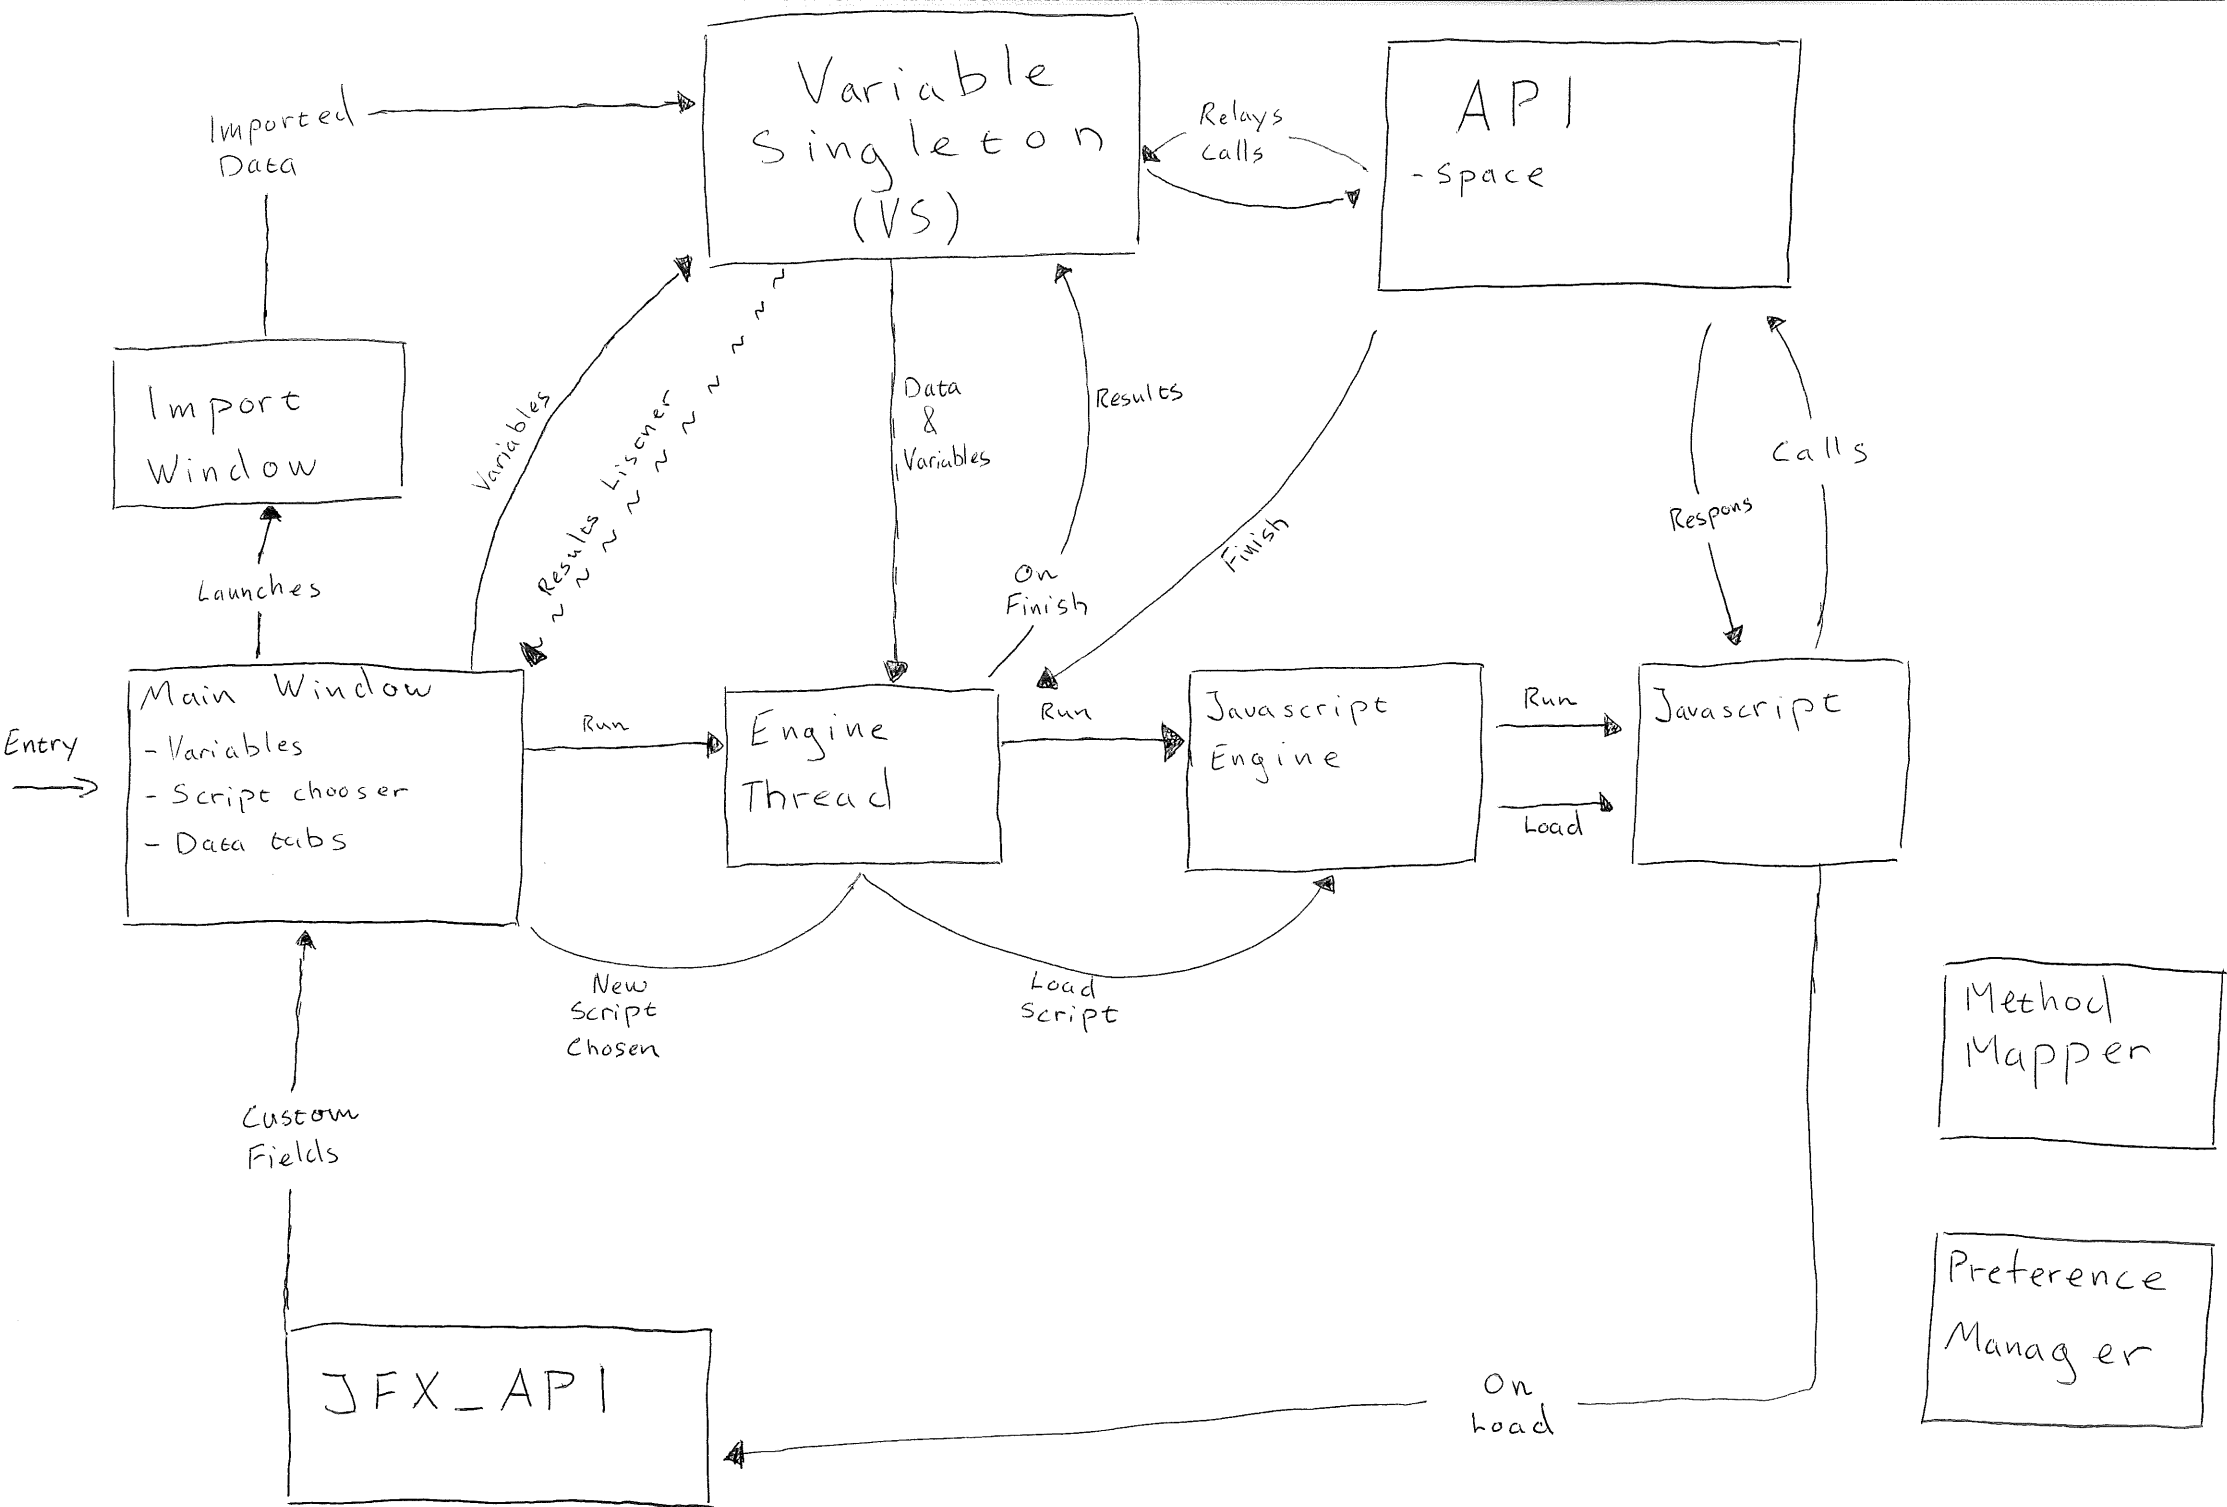 Variable
Singleton
(VS)
API
- Space
Relays
Calls
Imported
Data
Import
Window
Variables
Results Listner
Data
&
Variables
Results
Finish
Calls
Respons
On
Finish
Launches
Entry
Main Window
- Variables
- Script chooser
- Data tabs
Run
Engine
Thread
Run
Javascript
Engine
Run
Load
Javascript
New
Script
Chosen
Load
Script
Method
Mapper
Custom
Fields
Preference
Manager
JFX_API
On
Load